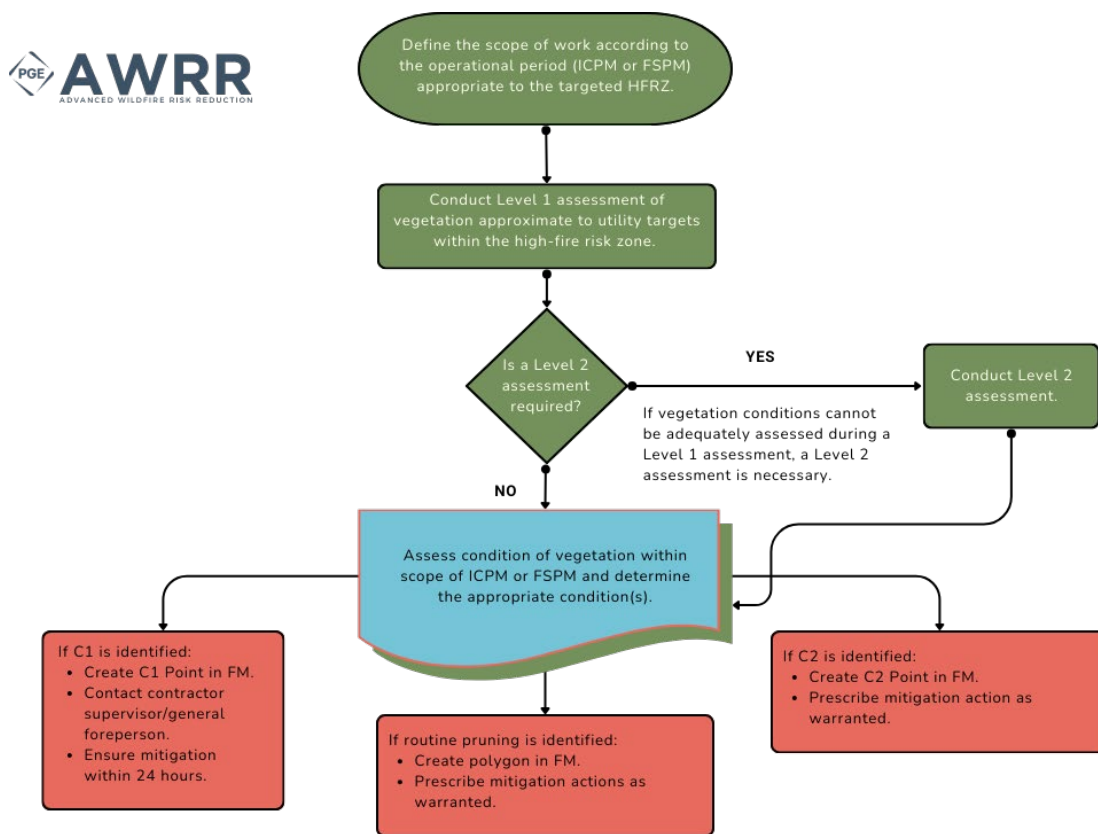 PGE
AWRR
ADVANCED WILDFIRE RISK REDUCTION
Define the scope of work according to
the operational period (ICPM or FSPM)
appropriate to the targeted HFRZ.
Conduct Level 1 assessment of
vegetation approximate to utility targets
within the high-fire risk zone.
Is a Level 2
assessment
required?
YES
If vegetation conditions cannot
be adequately assessed during a
Level 1 assessment, a Level 2
assessment is necessary.
Conduct Level 2
assessment.
NO
Assess condition of vegetation within
scope of ICPM or FSPM and determine
the appropriate condition(s).
If C1 is identified:
• Create C1 Point in FM.
• Contact contractor
supervisor/general
foreperson.
• Ensure mitigation
within 24 hours.
If routine pruning is identified:
• Create polygon in FM.
• Prescribe mitigation actions as
warranted.
If C2 is identified:
• Create C2 Point in FM.
• Prescribe mitigation action as
warranted.